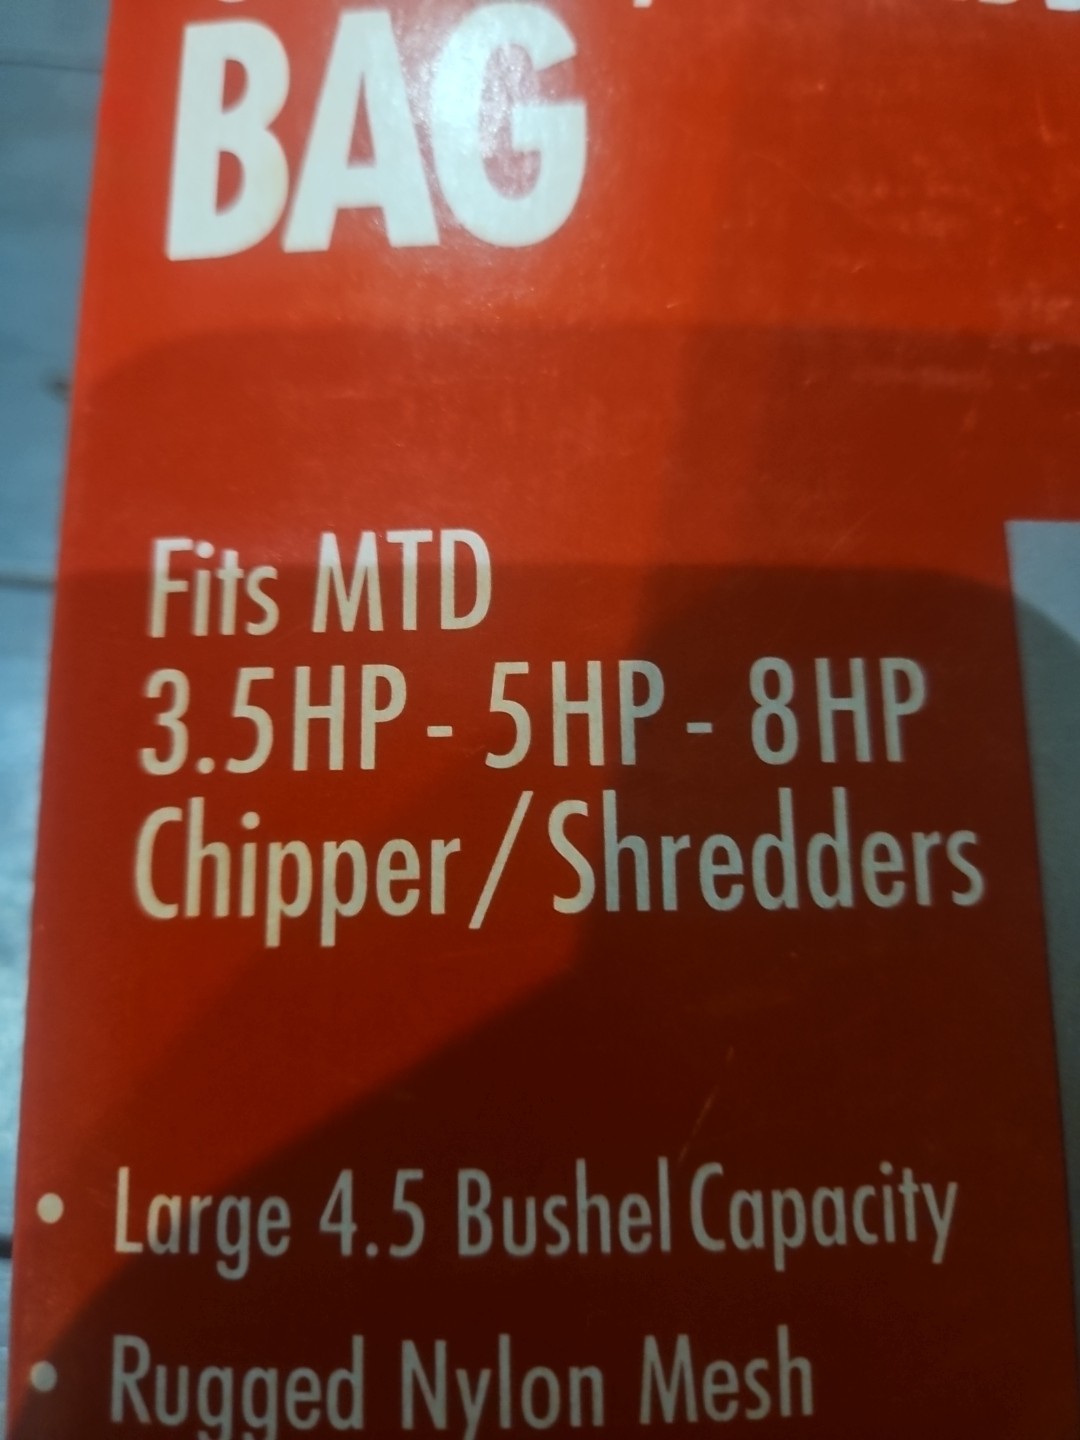 BAG
Fits MTD
3.5HP - 5HP - 8HP
Chipper/Shredders
• Large 4.5 Bushel Capacity
• Rugged Nylon Mesh